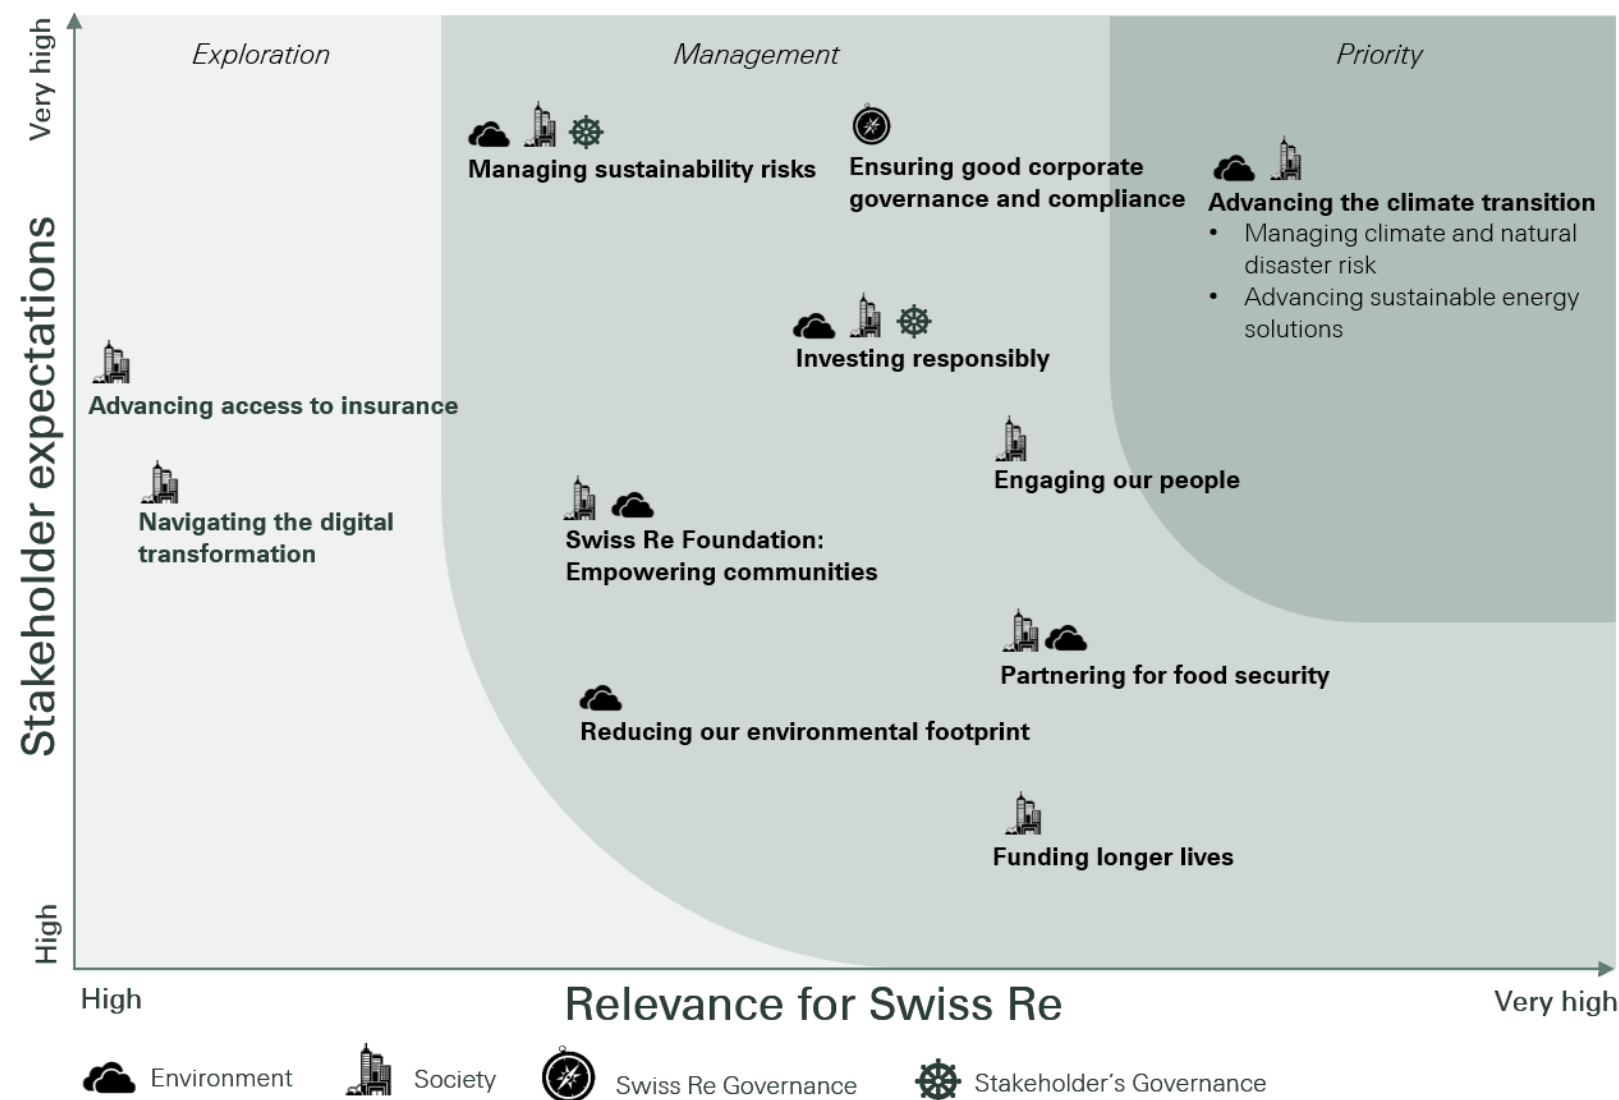 Exploration
Management
Priority
Very high
Stakeholder expectations
High
Managing sustainability risks
Ensuring good corporate
governance and compliance
Advancing the climate transition
• Managing climate and natural
disaster risk
• Advancing sustainable energy
solutions
Investing responsibly
Advancing access to insurance
Engaging our people
Navigating the digital
transformation
Swiss Re Foundation:
Empowering communities
Partnering for food security
Reducing our environmental footprint
Funding longer lives
High
Relevance for Swiss Re
Very high
Environment
Society
Swiss Re Governance
Stakeholder's Governance